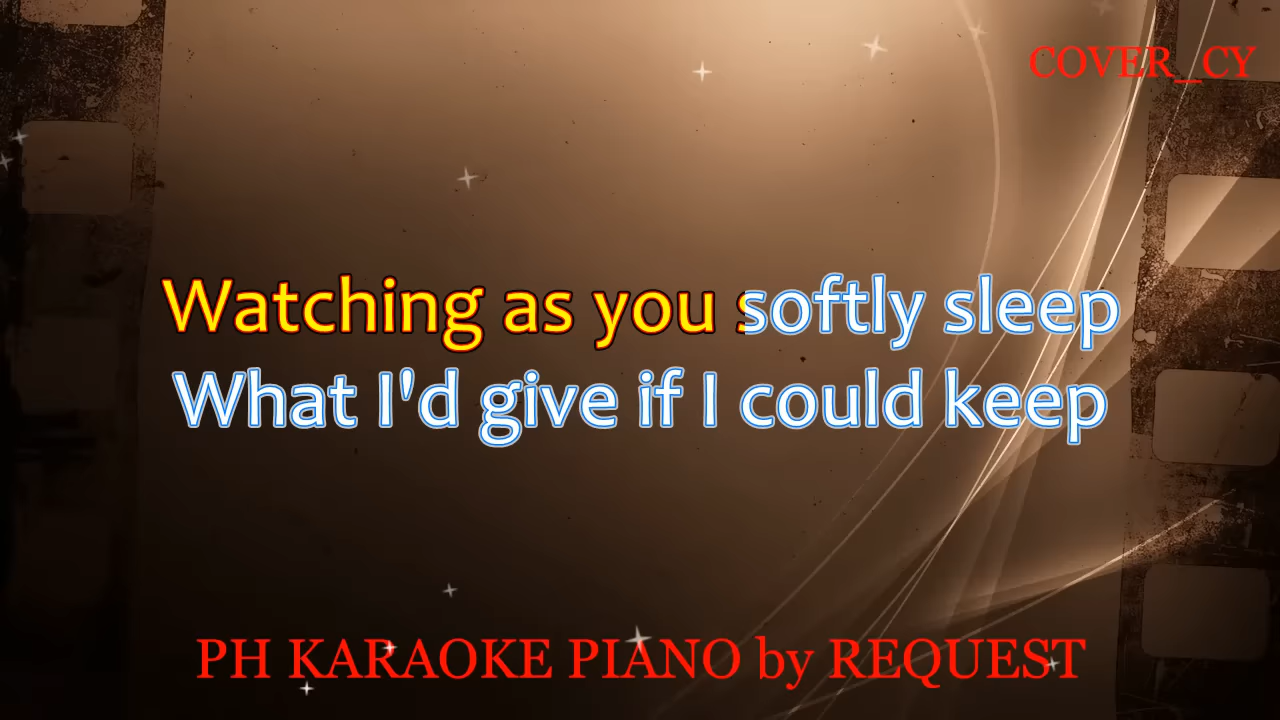 COVER_CY
Watching as you softly sleep
What I'd give if I could keep
PH KARAOKE PIANO by REQUEST